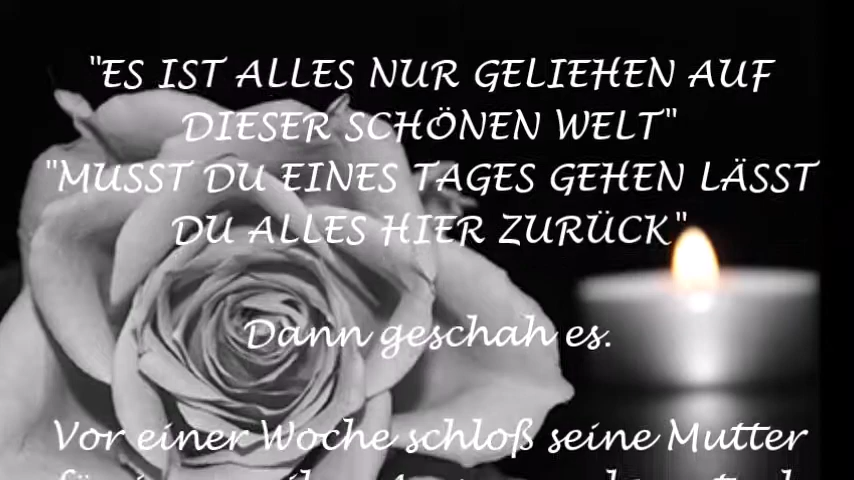 "ES IST ALLES NUR GELIEHEN AUF
DIESER SCHÖNEN WELT"
"MUSST DU EINES TAGES GEHEN LÄSST
DU ALLES HIER ZURÜCK"
Dann geschah es.
Vor einer Woche schloß seine Mutter